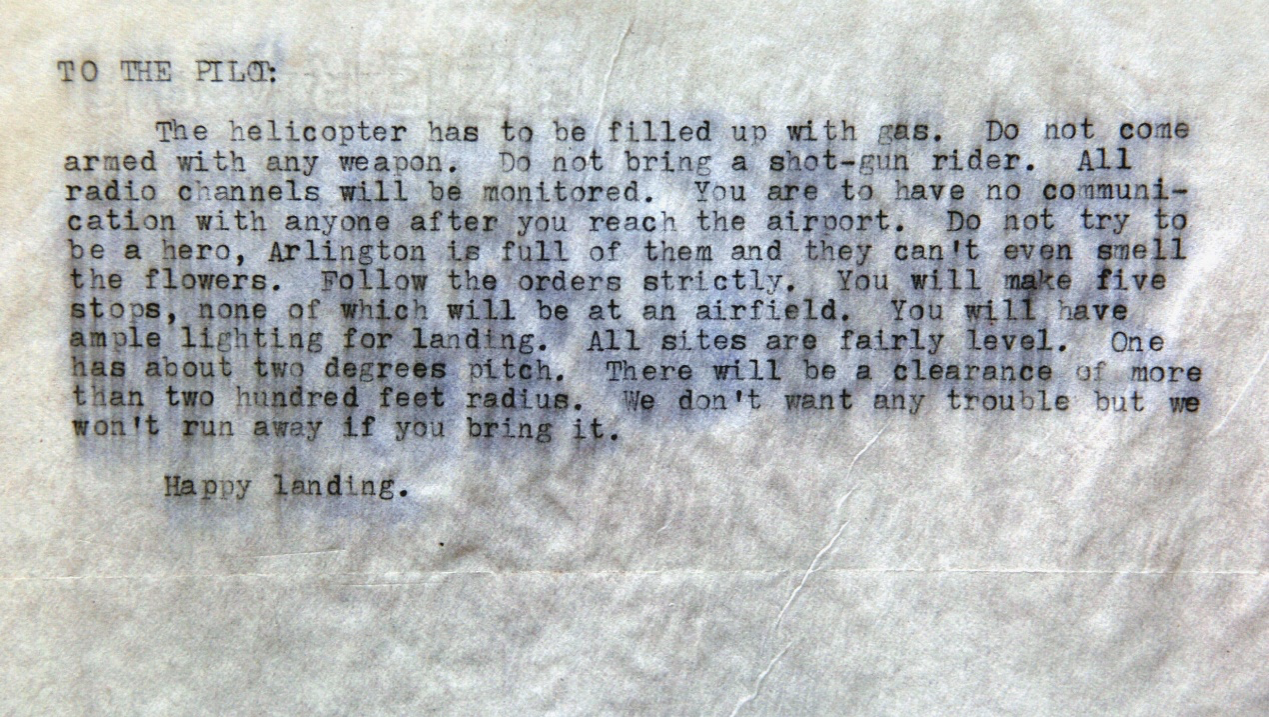 TO THE PILOT:
The helicopter has to be filled up with gas. Do not come
armed with any weapon. Do not bring a shot-gun rider. All
radio channels will be monitored. You are to have no communi-
cation with anyone after you reach the airport. Do not try to
be a hero, Arlington is full of them and they can't even smell
the flowers. Follow the orders strictly. You will make five
stops, none of which will be at an airfield. You will have
ample lighting for landing. All sites are fairly level. One
has about two degrees pitch. There will be a clearance of more
than two hundred feet radius. We don't want any trouble but we
won't run away if you bring it.
Happy landing.